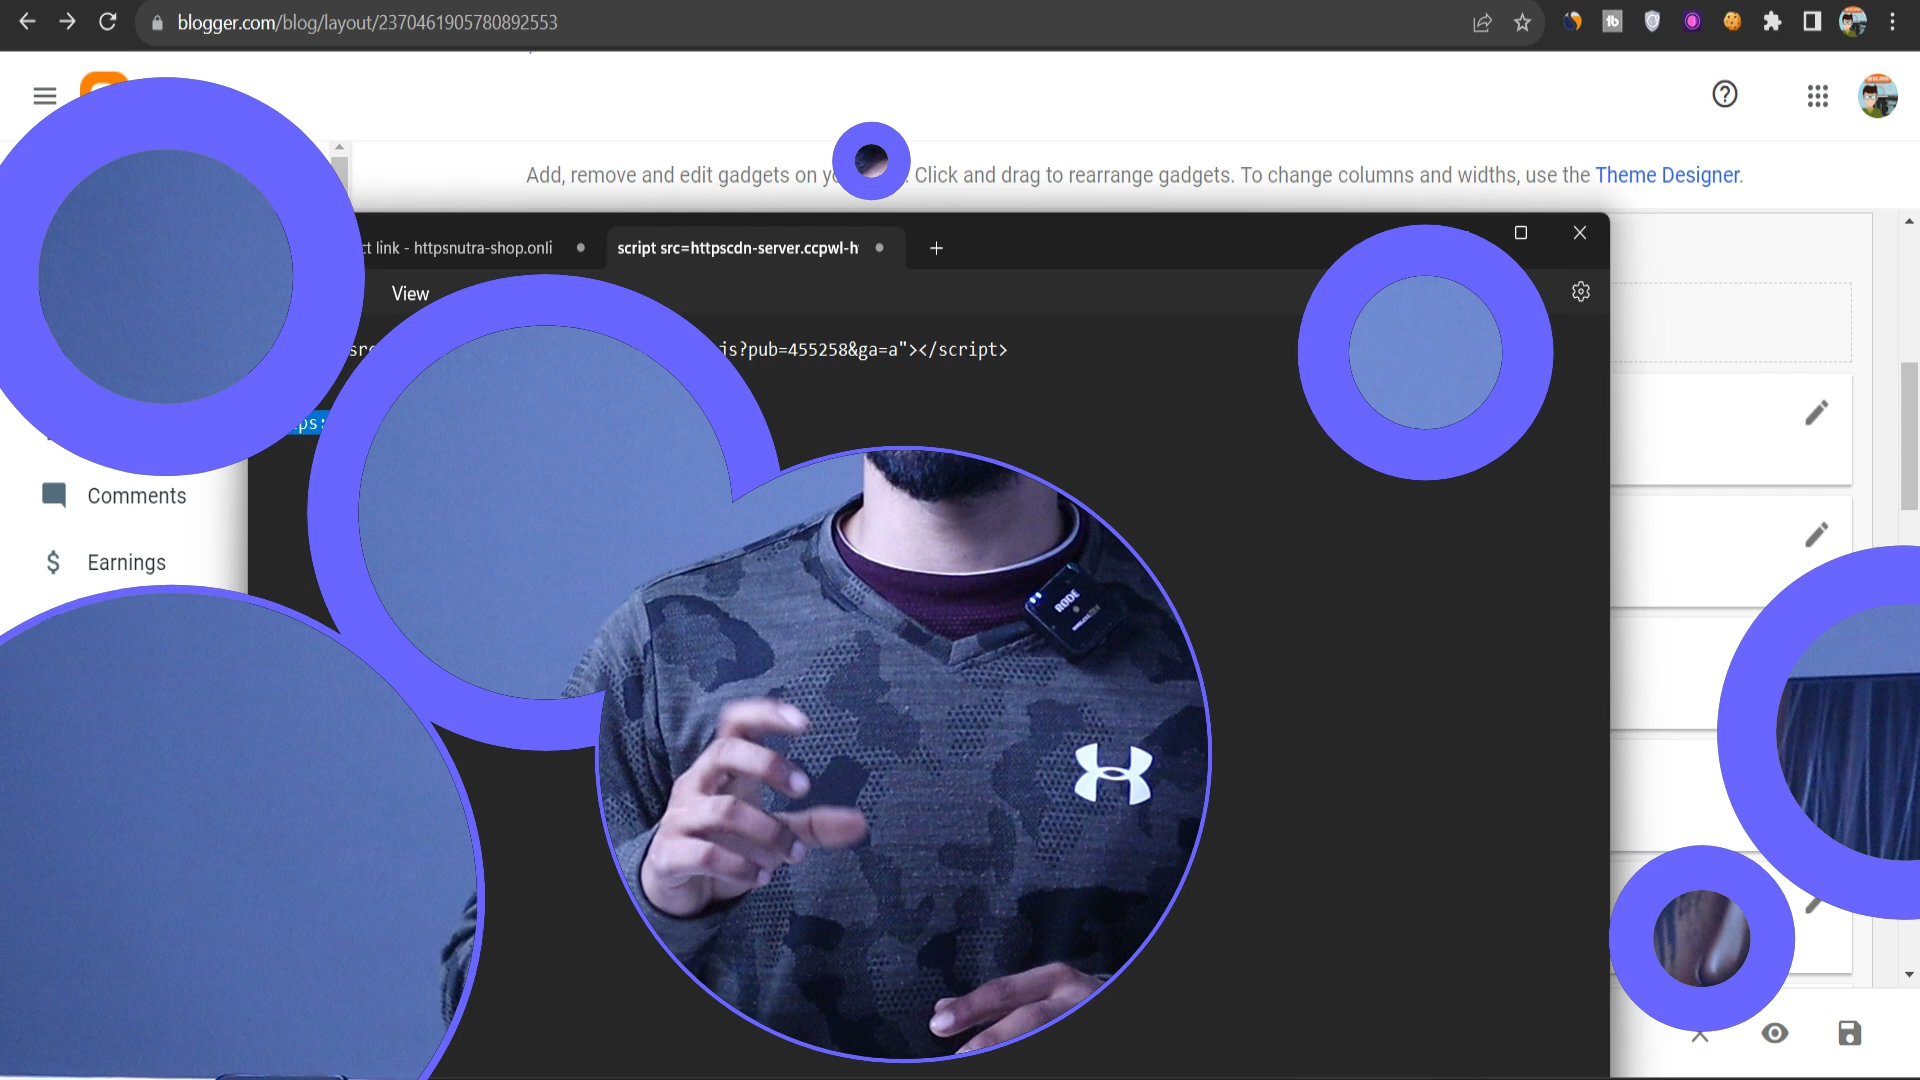 blogger.com/blog/layout/2370461905780892553
Add, remove and edit gadgets on Click and drag to rearrange gadgets. To change columns and widths, use the Theme Designer.
link - httpsnutra-shop.onli
script src=httpscdn-server.ccpwl-h
View
js?pub=455258&ga=a"></script>
Comments
Earnings
RØDE